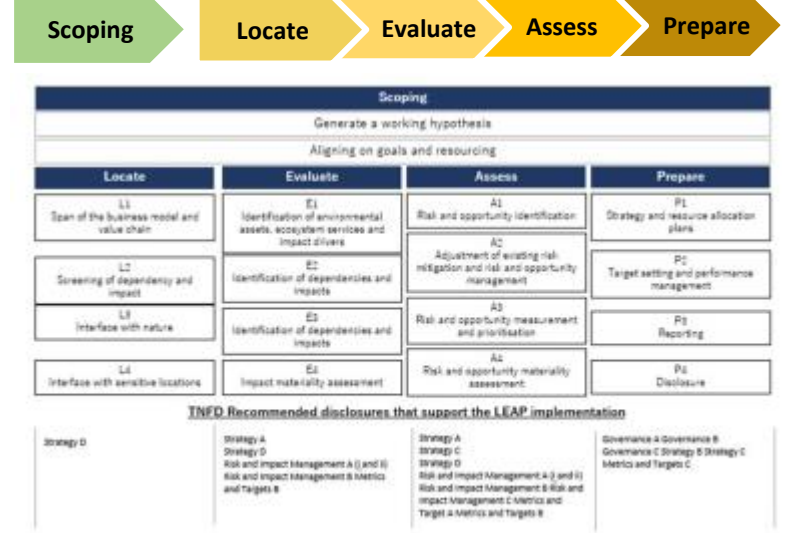 Scoping
Locate
Evaluate
Assess
Prepare
Scoping
Generate a working hypothesis
Aligning on goals and resourcing
Locate
Evaluate
Assess
Prepare
L1
Span of the business model and
value chain
L2
Screening of dependency and
impact
L3
Interface with nature
L4
Interface with sensitive locations
E1
Identification of environmental
assets, ecosystem services and
impact drivers
E2
Identification of dependencies and
impacts
E3
Identification of dependencies and
impacts
E4
Impact materiality assessment
A1
Risk and opportunity identification
A2
Adjustment of existing risk
mitigation and risk and opportunity
management
A3
Risk and opportunity measurement
and prioritisation
A4
Risk and opportunity materiality
assessment
P1
Strategy and resource allocation
plans
P2
Target setting and performance
management
P3
Reporting
P4
Disclosure
TNFD Recommended disclosures that support the LEAP implementation
Strategy D
Strategy A
Strategy D
Risk and Impact Management A (i and ii)
Risk and Impact Management B Metrics
and Targets B
Strategy A
Strategy C
Strategy D
Risk and Impact Management A (i and ii)
Risk and Impact Management B Risk and
Impact Management C Metrics and
Target A Metrics and Targets B
Governance A Governance B
Governance C Strategy B Strategy C
Metrics and Targets C